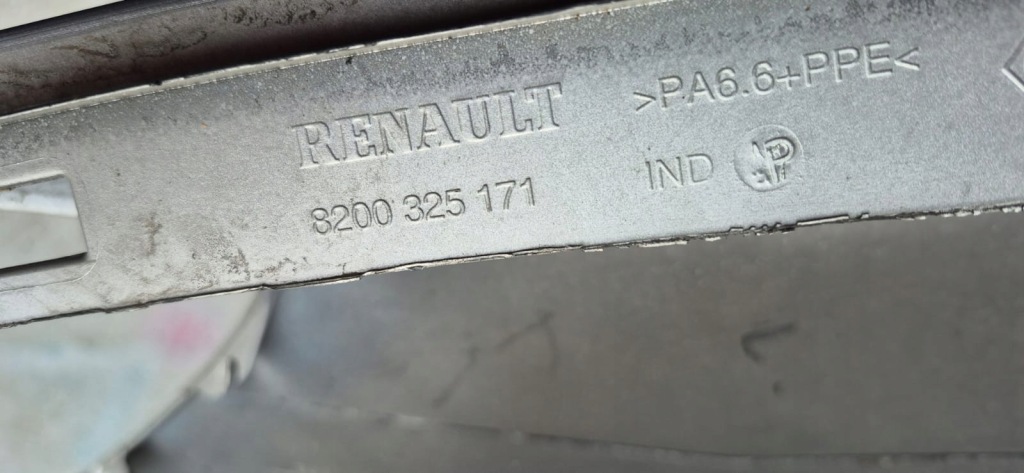 RENAULT
8200 325 171
>PA6.6+PPE<
IND